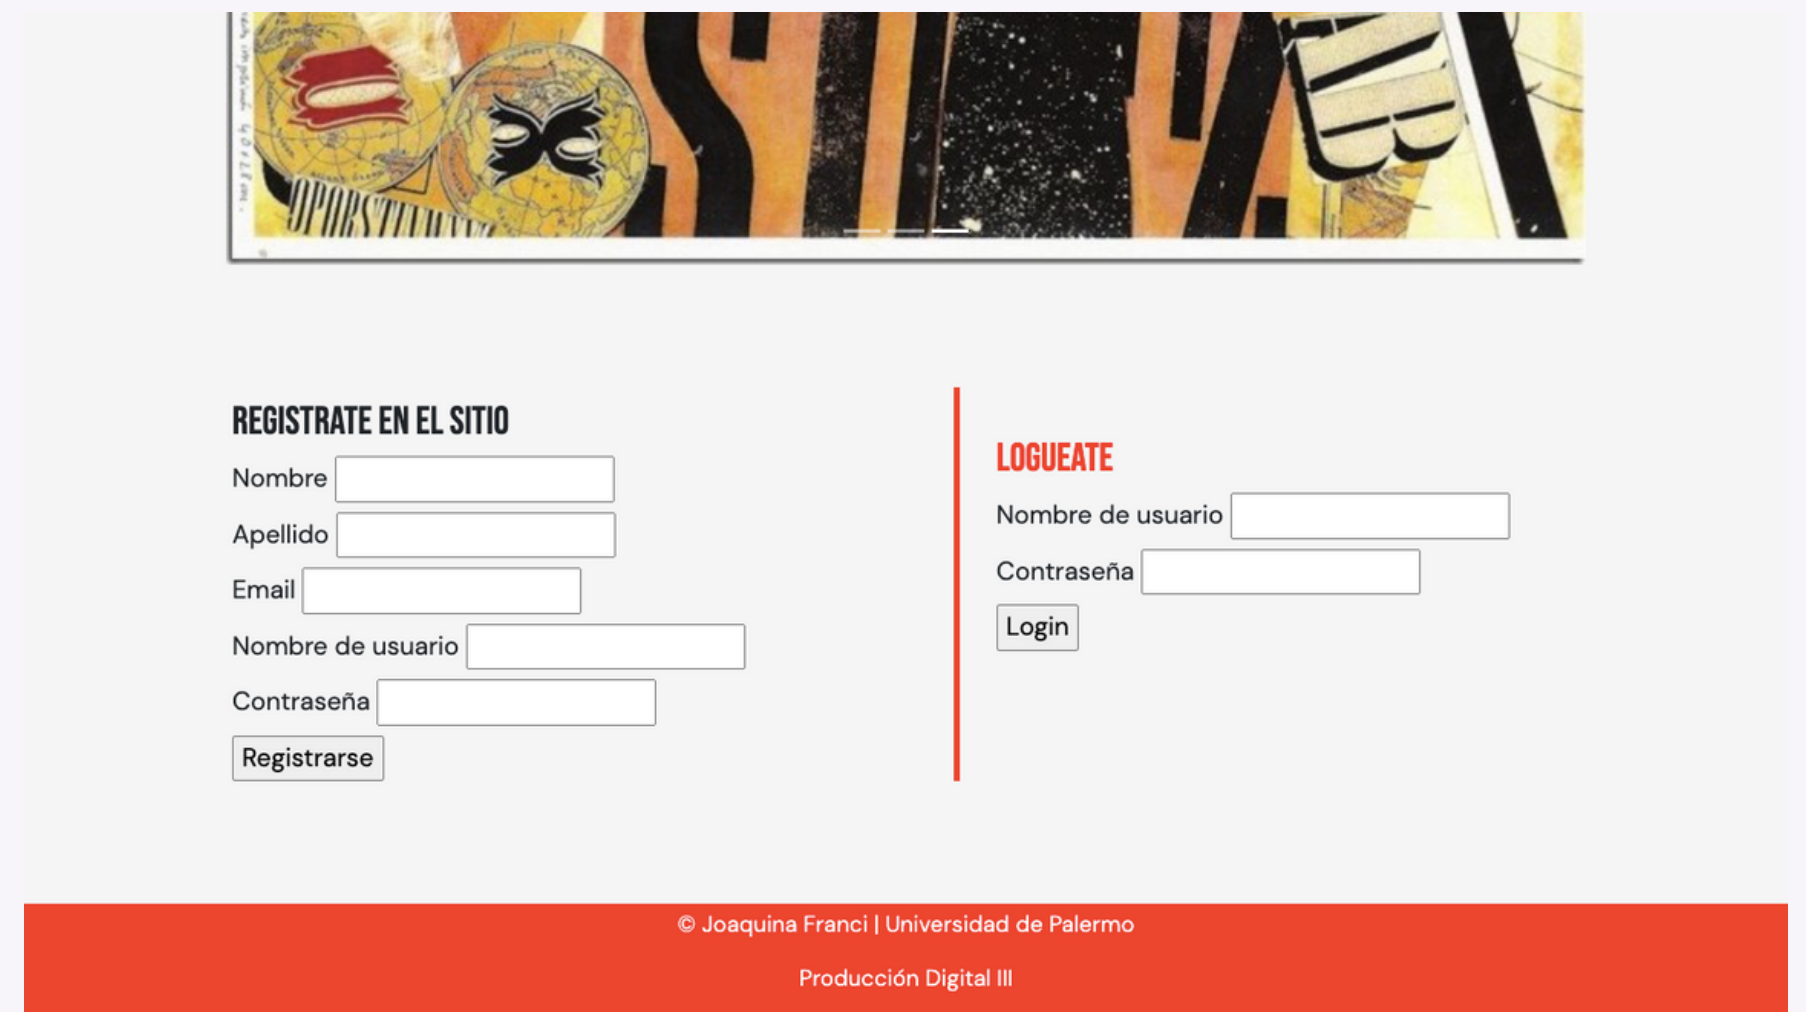 REGISTRATE EN EL SITIO
Nombre
Apellido
Email
Nombre de usuario
Contraseña
Registrarse
LOGUEATE
Nombre de usuario
Contraseña
Login
© Joaquina Franci | Universidad de Palermo
Producción Digital III